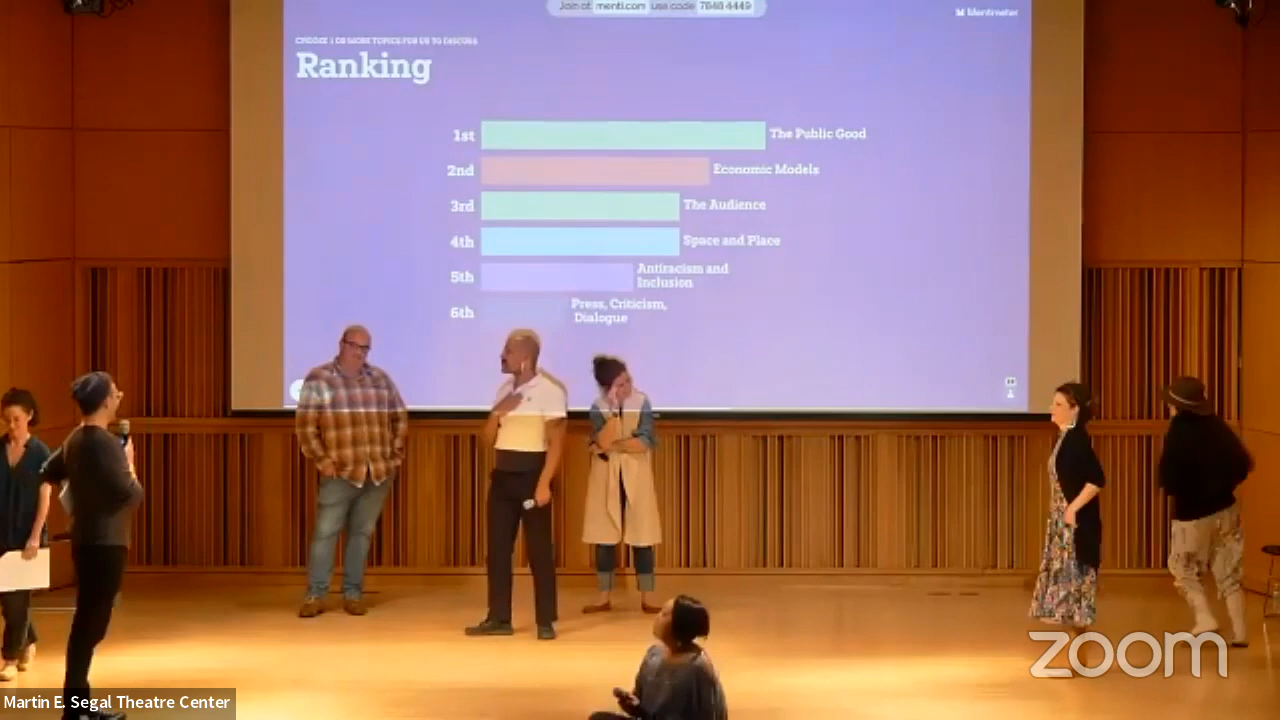 Join at menti.com use code 7848 4449
Mentimeter
CHOOSE 1 OR MORE TOPICS FOR US TO DISCUSS
Ranking
1st The Public Good
2nd Economic Models
3rd The Audience
4th Space and Place
5th Antiracism and
Inclusion
6th Press, Criticism,
Dialogue
zoom
Martin E. Segal Theatre Center